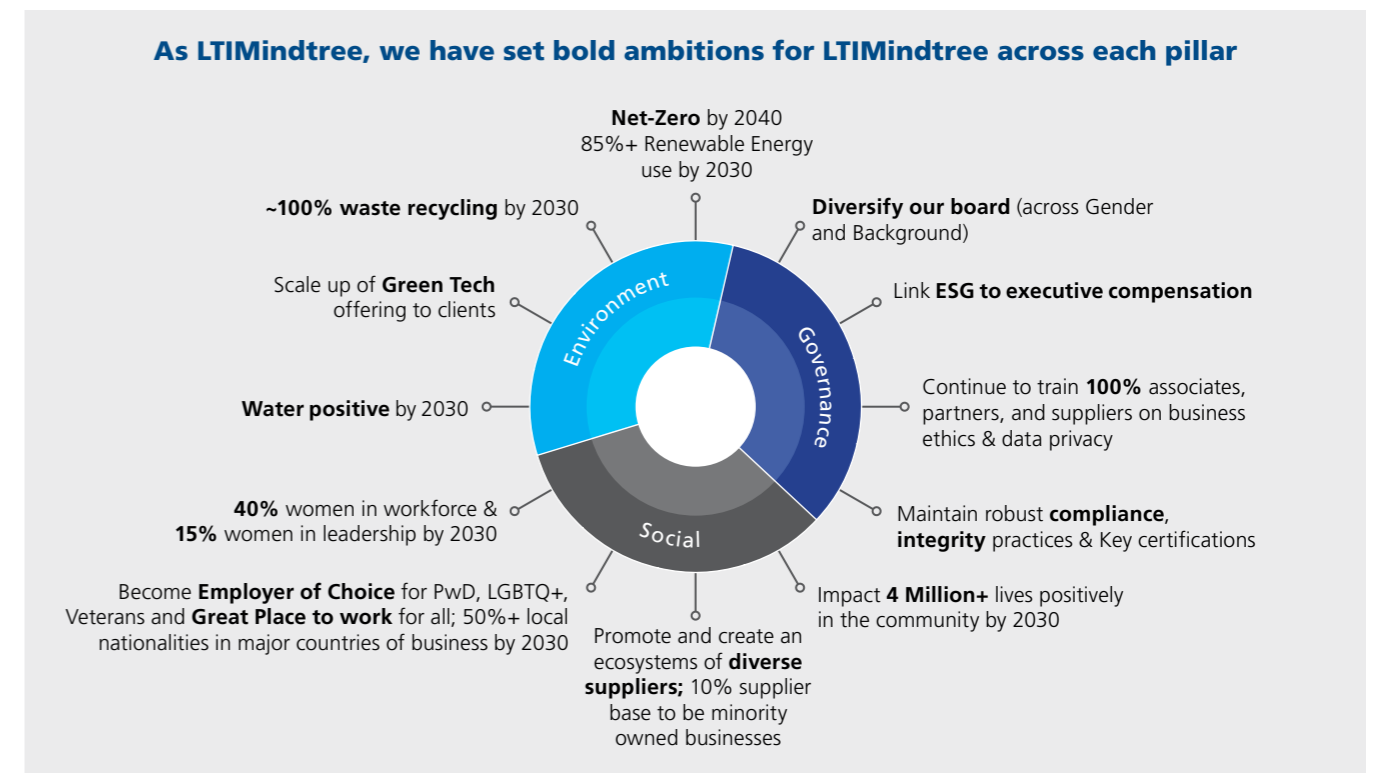 As LTIMindtree, we have set bold ambitions for LTIMindtree across each pillar
Net-Zero by 2040
85%+ Renewable Energy
use by 2030
Diversify our board (across Gender
and Background)
Link ESG to executive compensation
Continue to train 100% associates,
partners, and suppliers on business
ethics & data privacy
Maintain robust compliance,
integrity practices & Key certifications
Impact 4 Million+ lives positively
in the community by 2030
Promote and create an
ecosystems of diverse
suppliers; 10% supplier
base to be minority
owned businesses
Become Employer of Choice for PwD, LGBTQ+,
Veterans and Great Place to work for all; 50%+ local
nationalities in major countries of business by 2030
40% women in workforce &
15% women in leadership by 2030
Water positive by 2030
Scale up of Green Tech
offering to clients
~100% waste recycling by 2030
Environment
Governance
Social